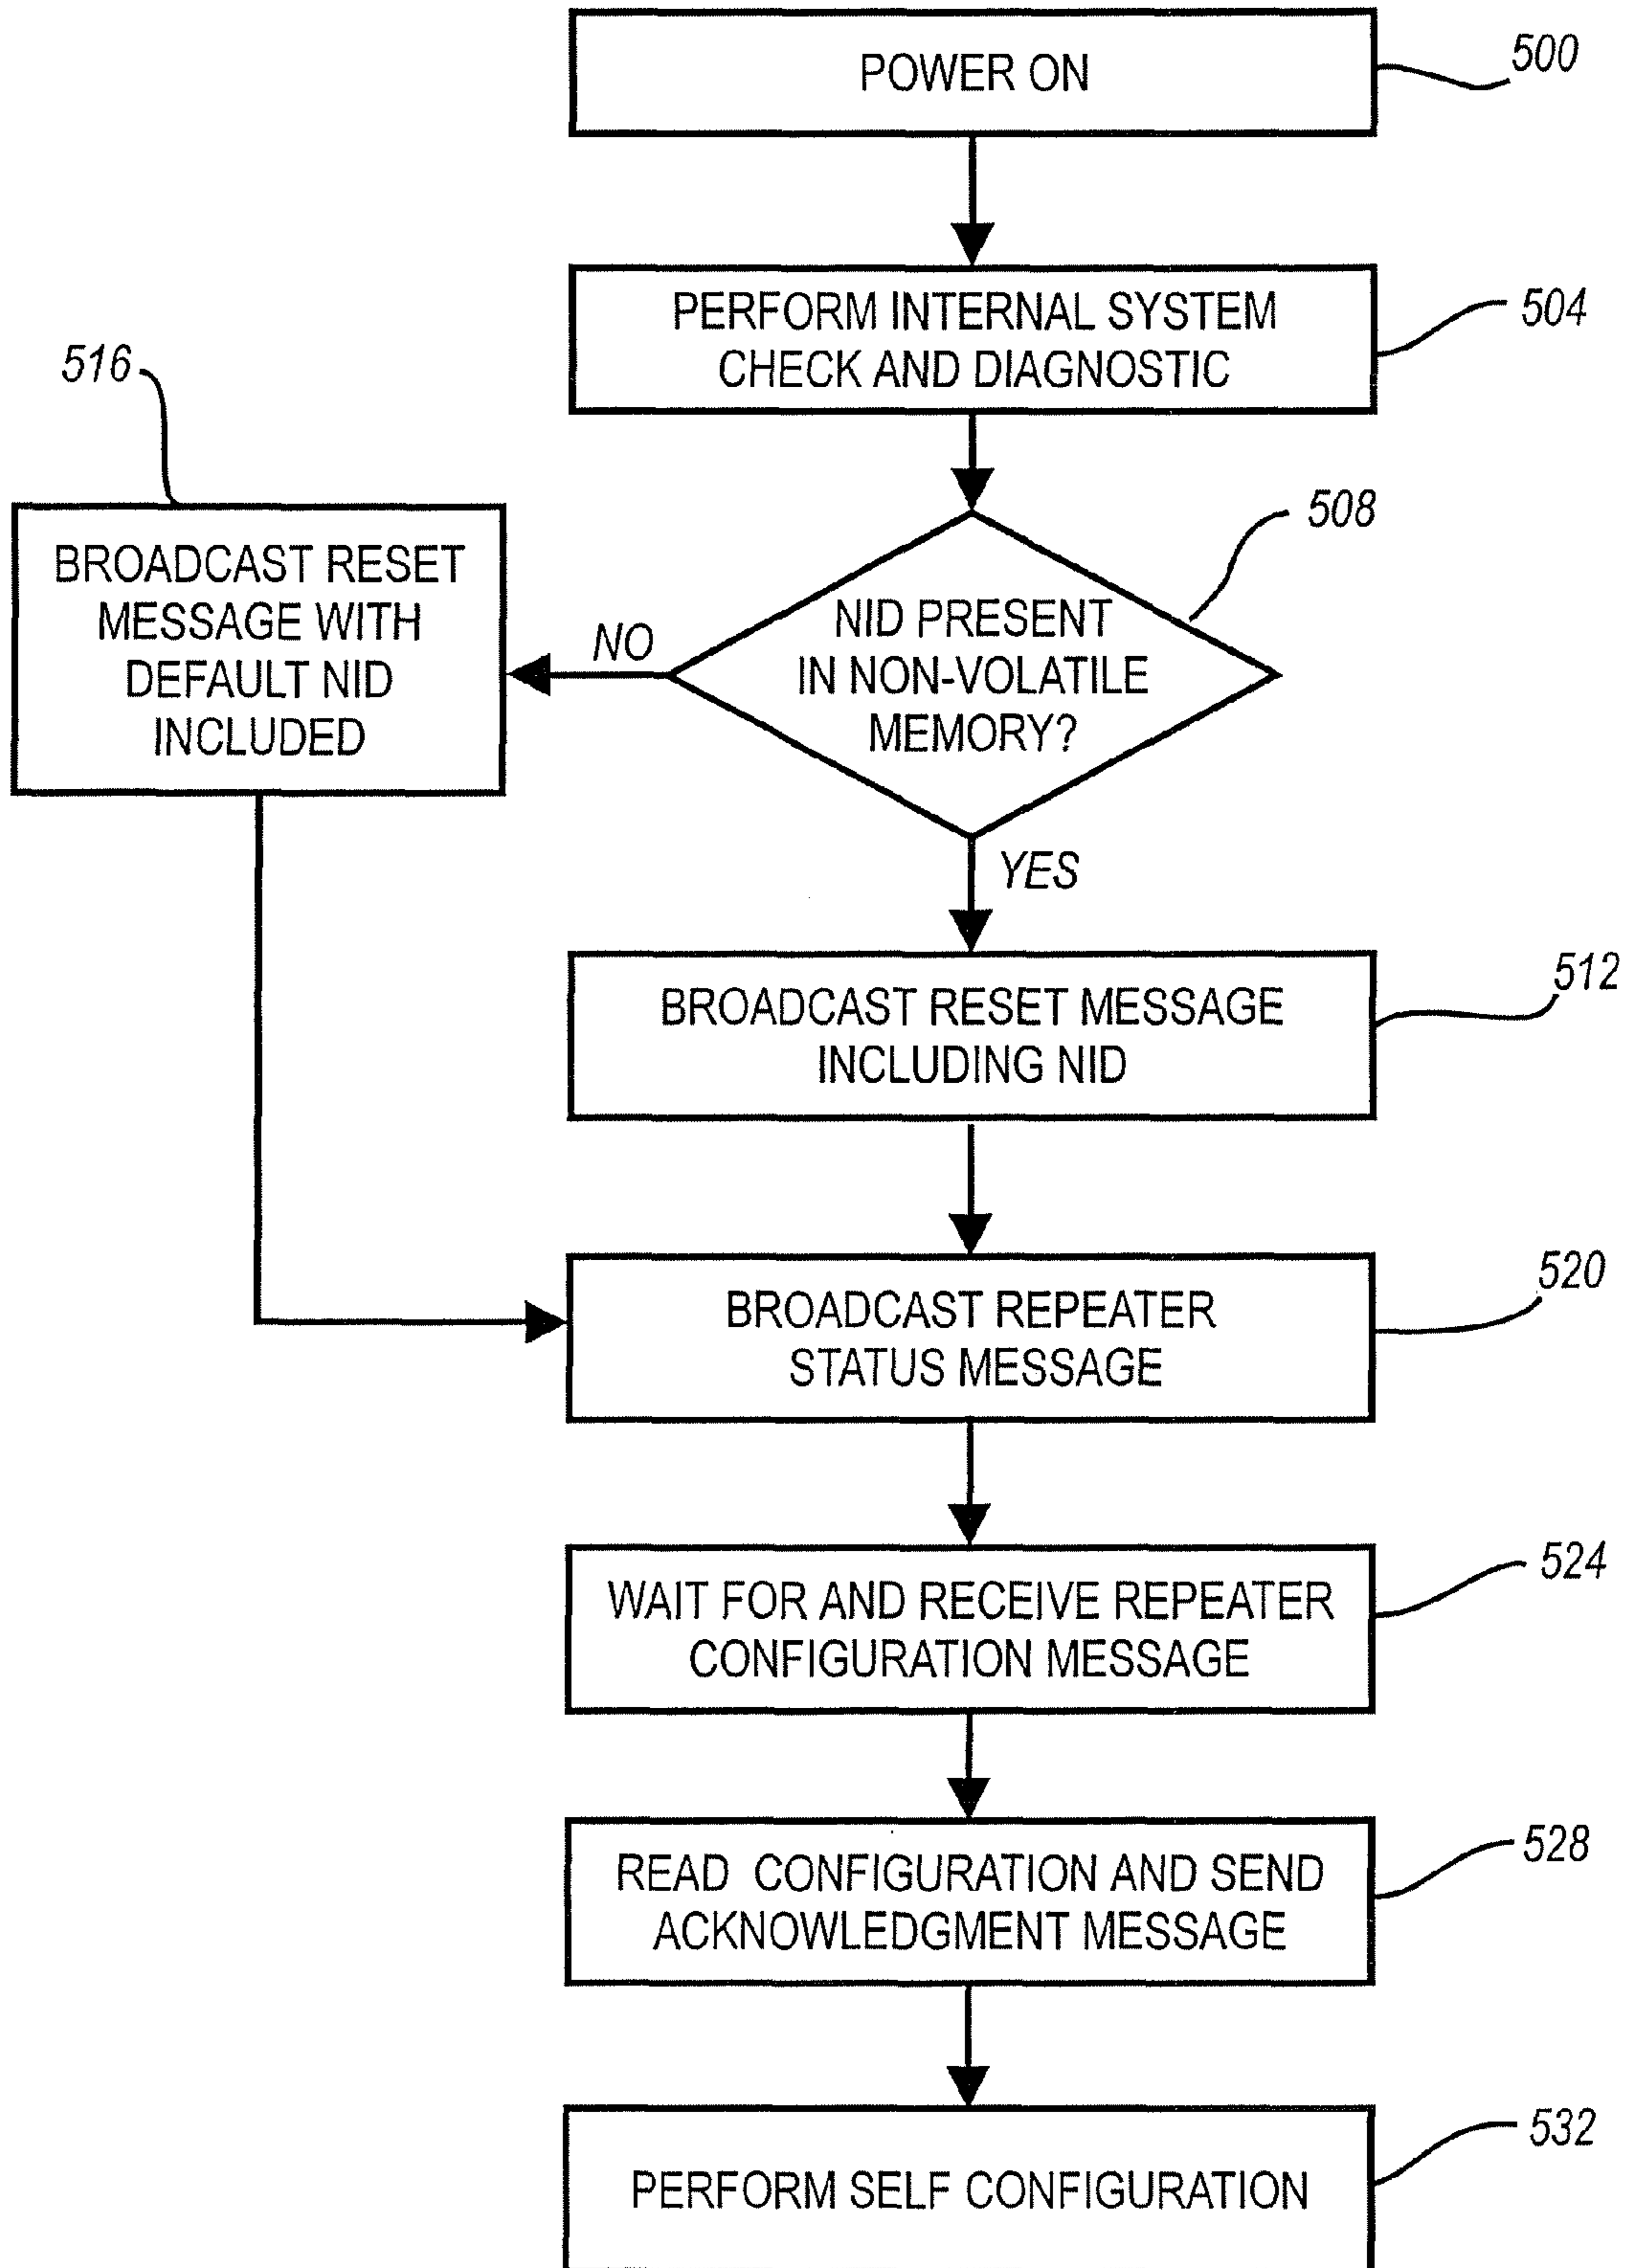 POWER ON
500
PERFORM INTERNAL SYSTEM
CHECK AND DIAGNOSTIC
504
516
BROADCAST RESET
MESSAGE WITH
DEFAULT NID
INCLUDED
NO
508
NID PRESENT
IN NON-VOLATILE
MEMORY?
YES
BROADCAST RESET MESSAGE
INCLUDING NID
512
BROADCAST REPEATER
STATUS MESSAGE
520
WAIT FOR AND RECEIVE REPEATER
CONFIGURATION MESSAGE
524
READ CONFIGURATION AND SEND
ACKNOWLEDGMENT MESSAGE
528
PERFORM SELF CONFIGURATION
532